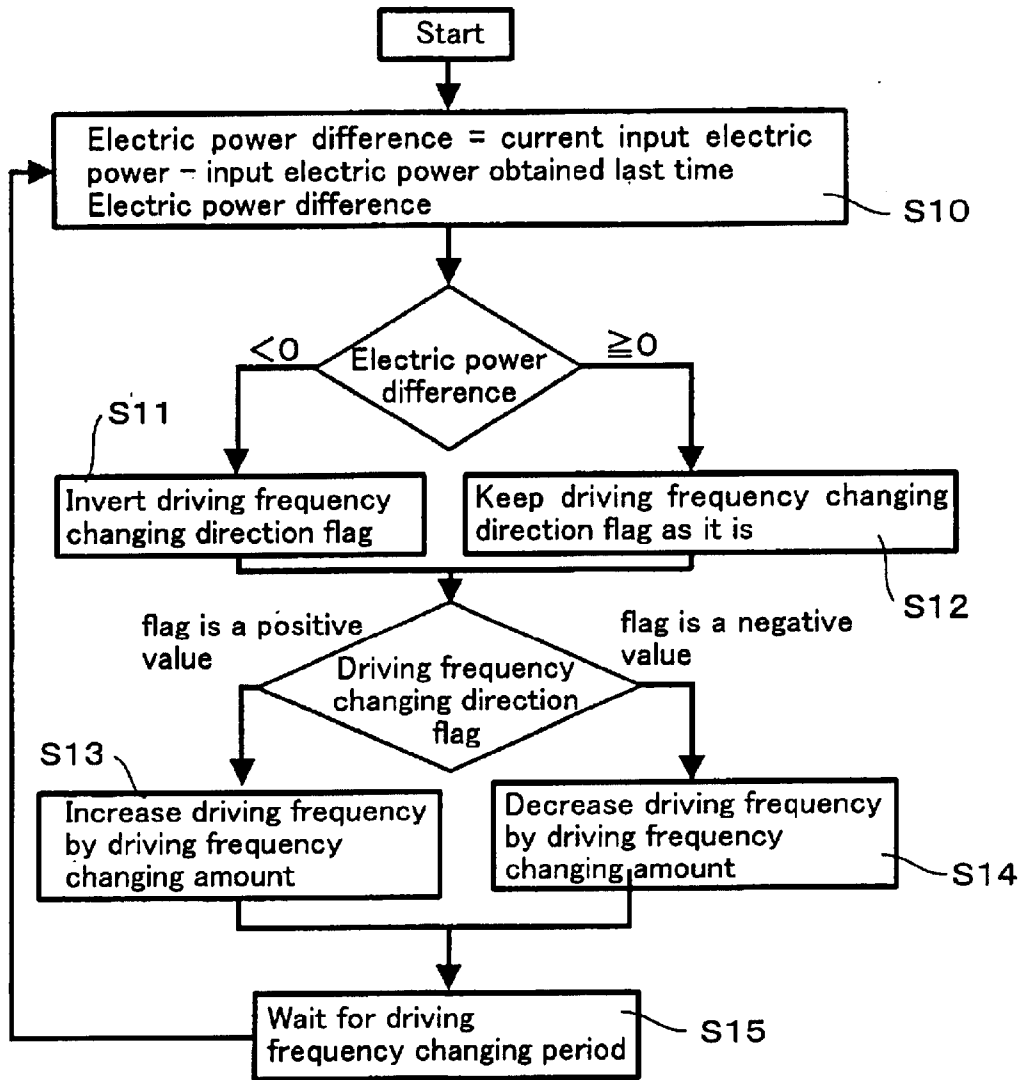 Start
Electric power difference = current input electric
power − input electric power obtained last time
Electric power difference
S10
<0
≧0
Electric power
difference
S11
Invert driving frequency
changing direction flag
Keep driving frequency changing
direction flag as it is
S12
flag is a positive
value
flag is a negative
value
Driving frequency
changing direction
flag
S13
Increase driving frequency
by driving frequency
changing amount
Decrease driving frequency
by driving frequency
changing amount
S14
Wait for driving
frequency changing period
S15